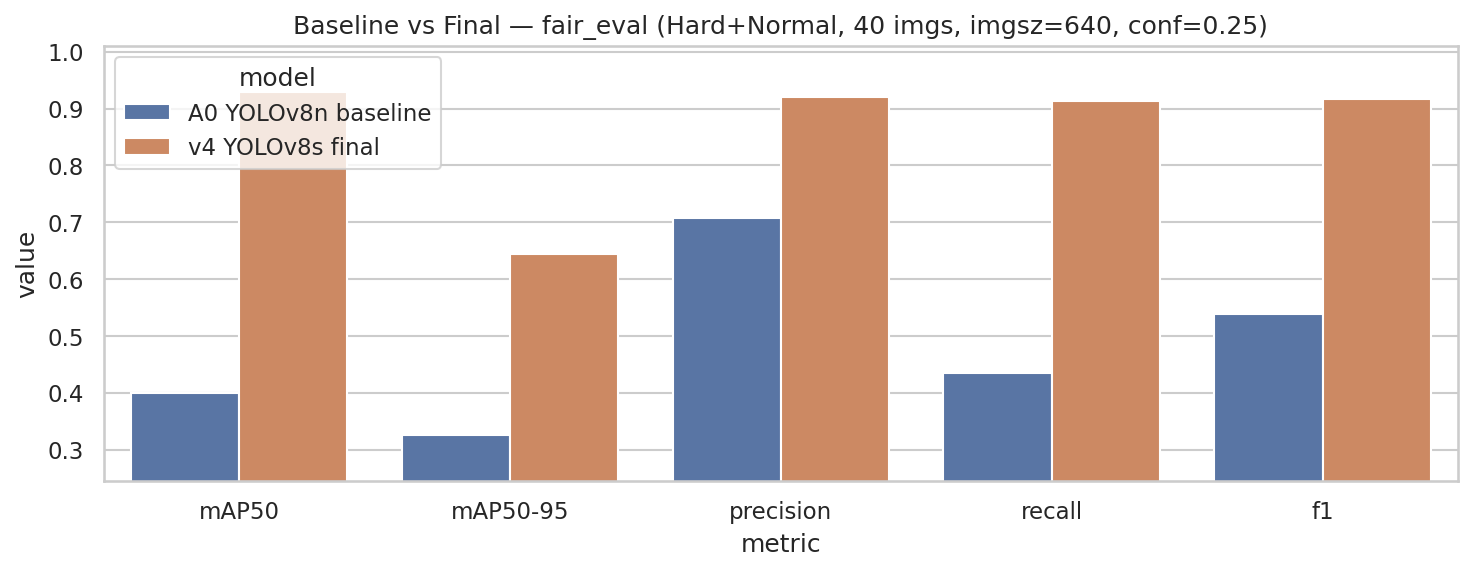 Baseline vs Final — fair_eval (Hard+Normal, 40 imgs, imgsz=640, conf=0.25)
model
A0 YOLOv8n baseline
v4 YOLOv8s final
value
1.0
0.9
0.8
0.7
0.6
0.5
0.4
0.3
mAP50
mAP50-95
precision
recall
f1
metric